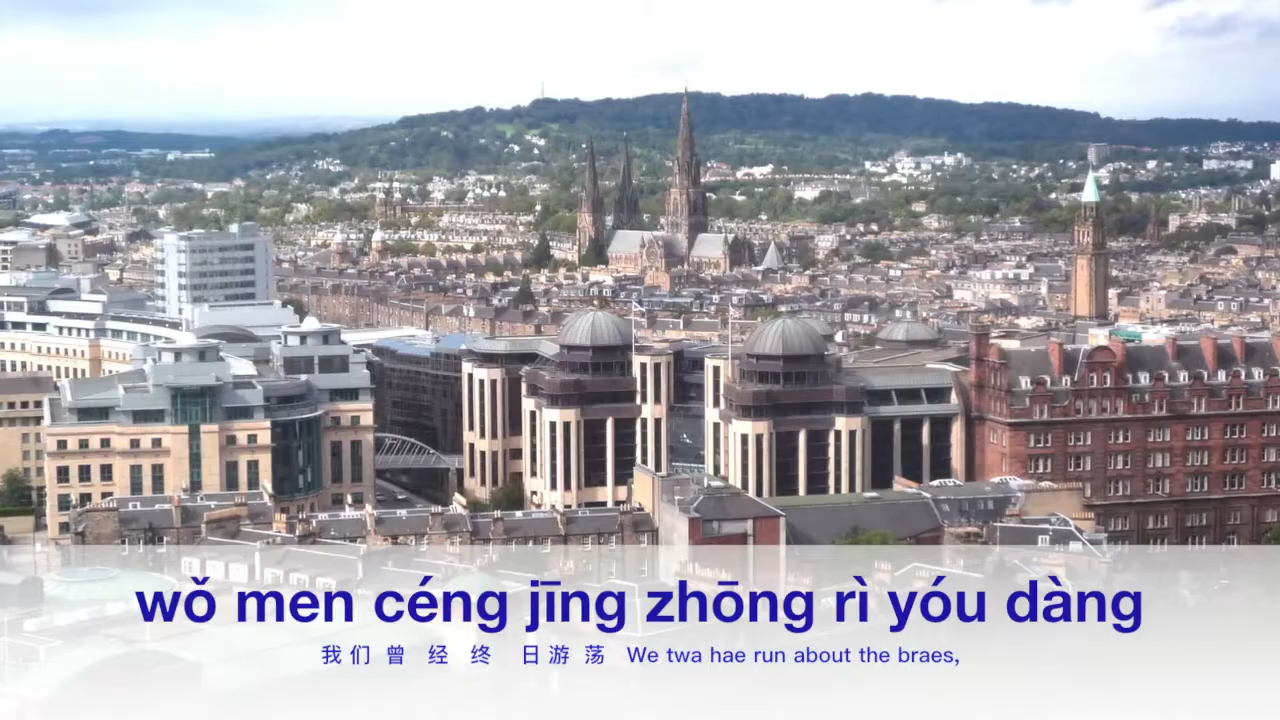 wǒ men céng jīng zhōng rì yóu dàng
我们 曾 经 终 日游 荡 We twa hae run about the braes,